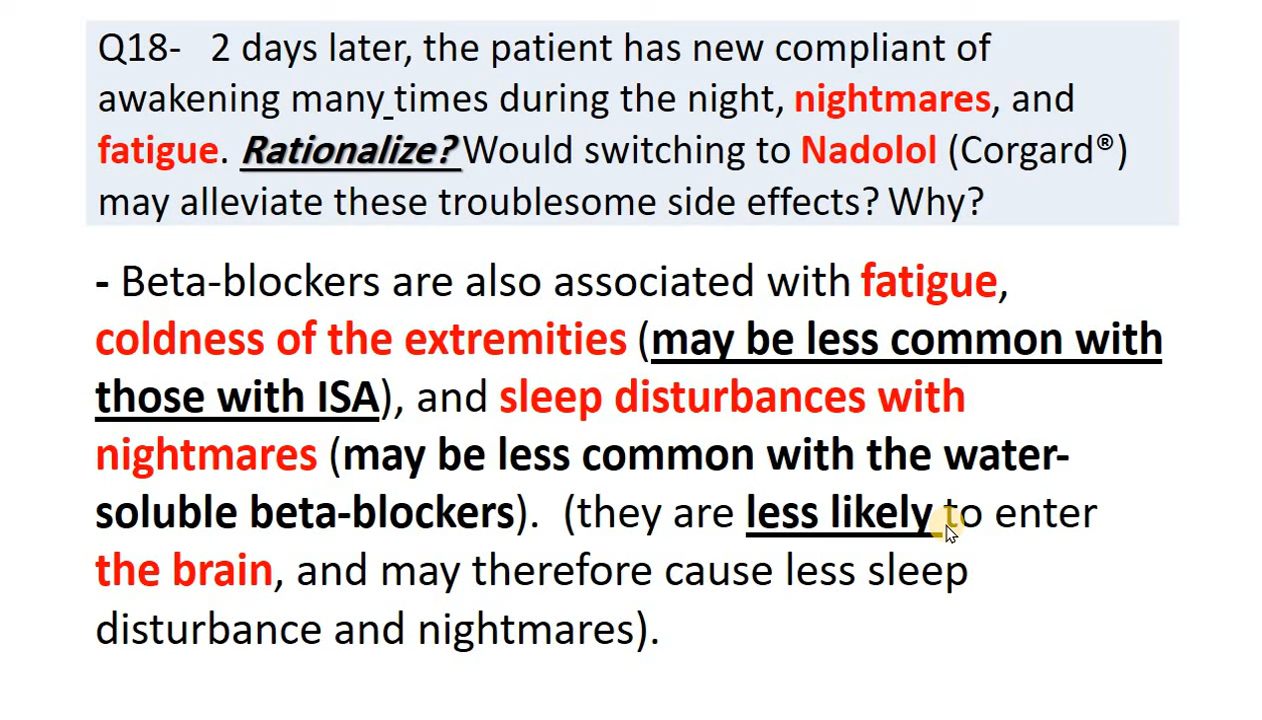 Q18- 2 days later, the patient has new compliant of
awakening many times during the night, nightmares, and
fatigue. Rationalize? Would switching to Nadolol (Corgard®)
may alleviate these troublesome side effects? Why?
- Beta-blockers are also associated with fatigue,
coldness of the extremities (may be less common with
those with ISA), and sleep disturbances with
nightmares (may be less common with the water-
soluble beta-blockers). (they are less likely to enter
the brain, and may therefore cause less sleep
disturbance and nightmares).